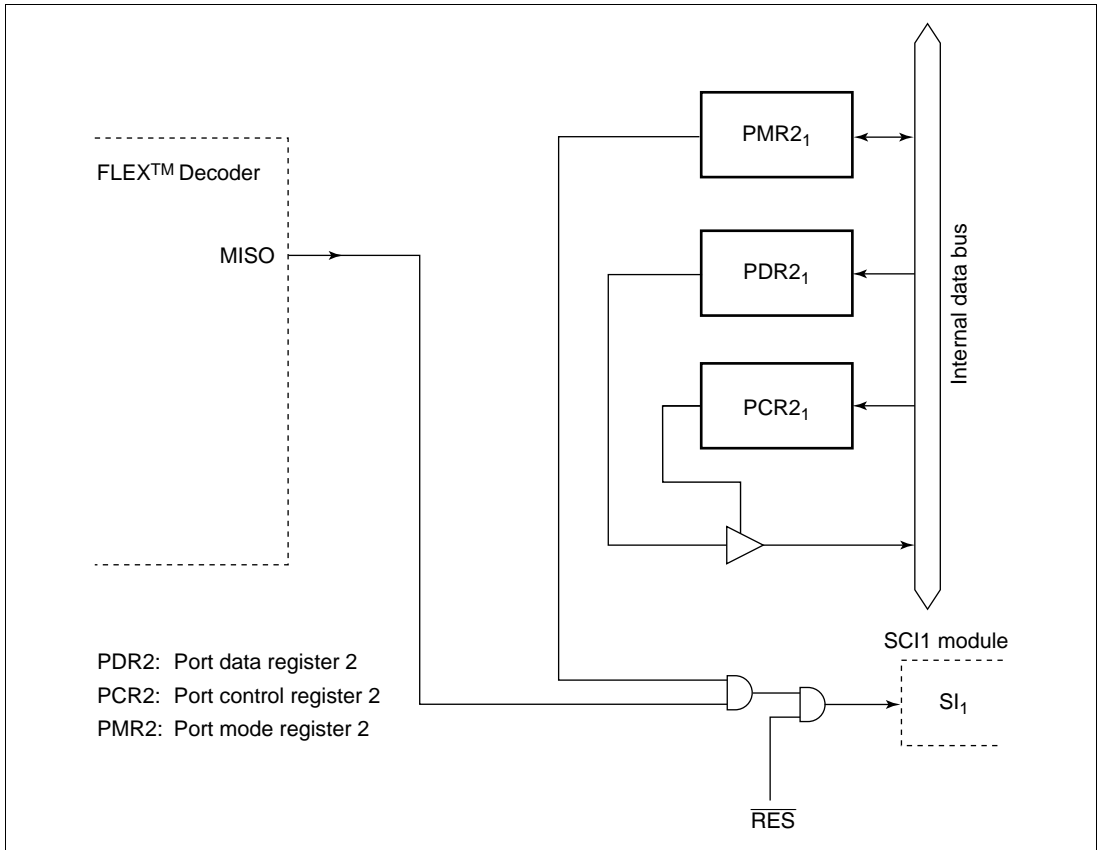 FLEX™ Decoder
MISO
PMR2₁
PDR2₁
PCR2₁
Internal data bus
SCI1 module
SI₁
RES
PDR2: Port data register 2
PCR2: Port control register 2
PMR2: Port mode register 2